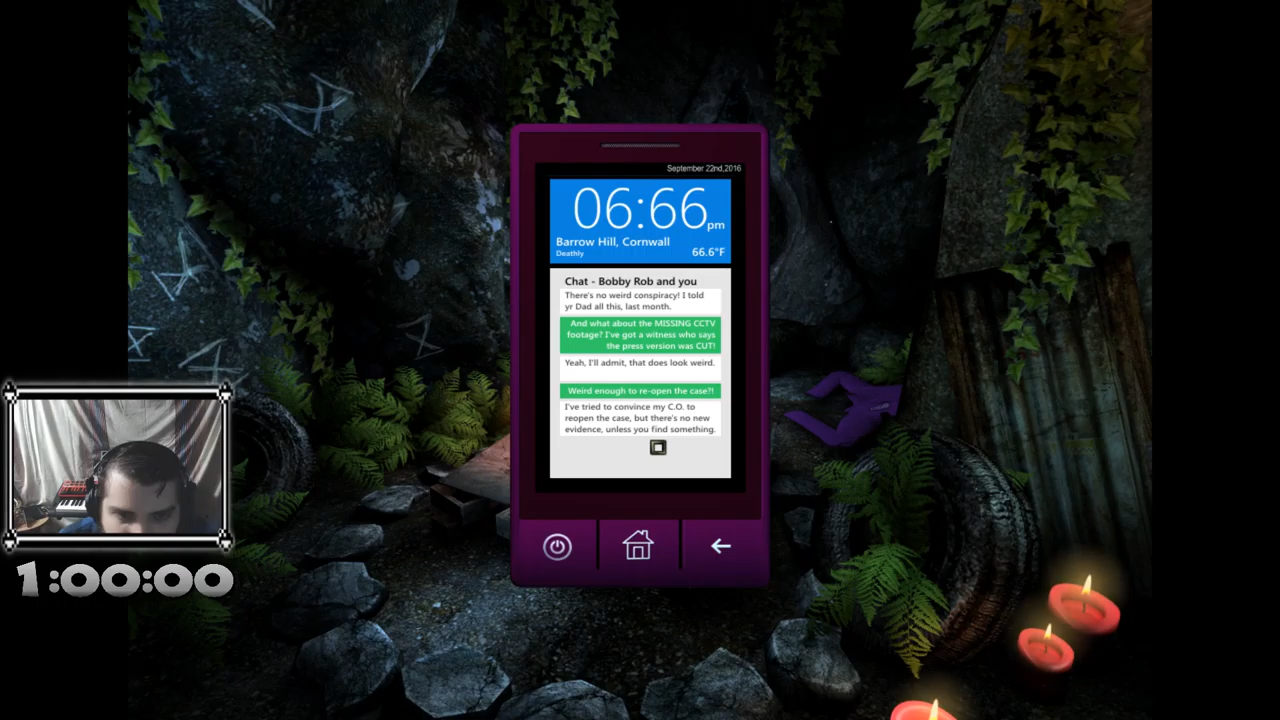 September 22nd,2016
06:66pm
Barrow Hill, Cornwall
Deathly 66.6°F
Chat - Bobby Rob and you
There's no weird conspiracy! I told
yr Dad all this, last month.
And what about the MISSING CCTV
footage? I've got a witness who says
the press version was CUT!
Yeah, I'll admit, that does look weird.
Weird enough to re-open the case?!
I've tried to convince my C.O. to
reopen the case, but there's no new
evidence, unless you find something.
1:00:00